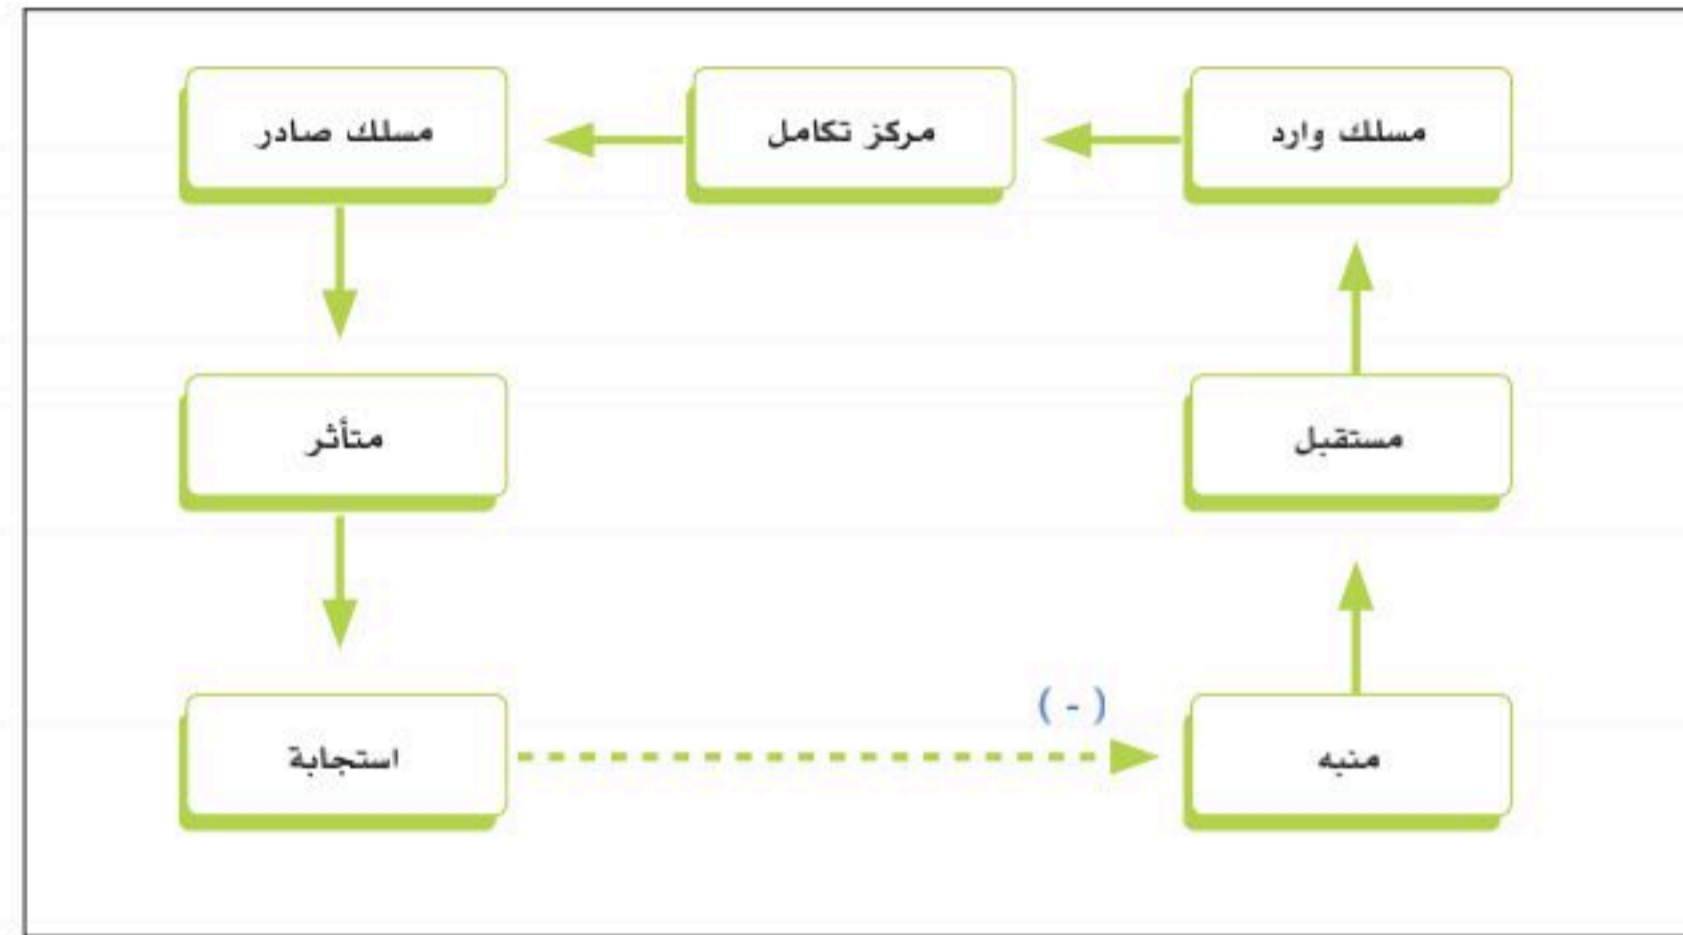 مسلك وارد
مركز تكامل
مسلك صادر
مستقبل
متأثر
( - )
منبه
استجابة